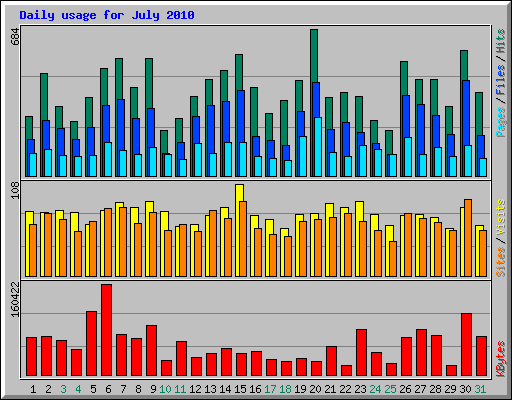 Daily usage for July 2010
684
Pages / Files / Hits
108
Sites / Visits
160422
KBytes
1 2 3 4 5 6 7 8 9 10 11 12 13 14 15 16 17 18 19 20 21 22 23 24 25 26 27 28 29 30 31